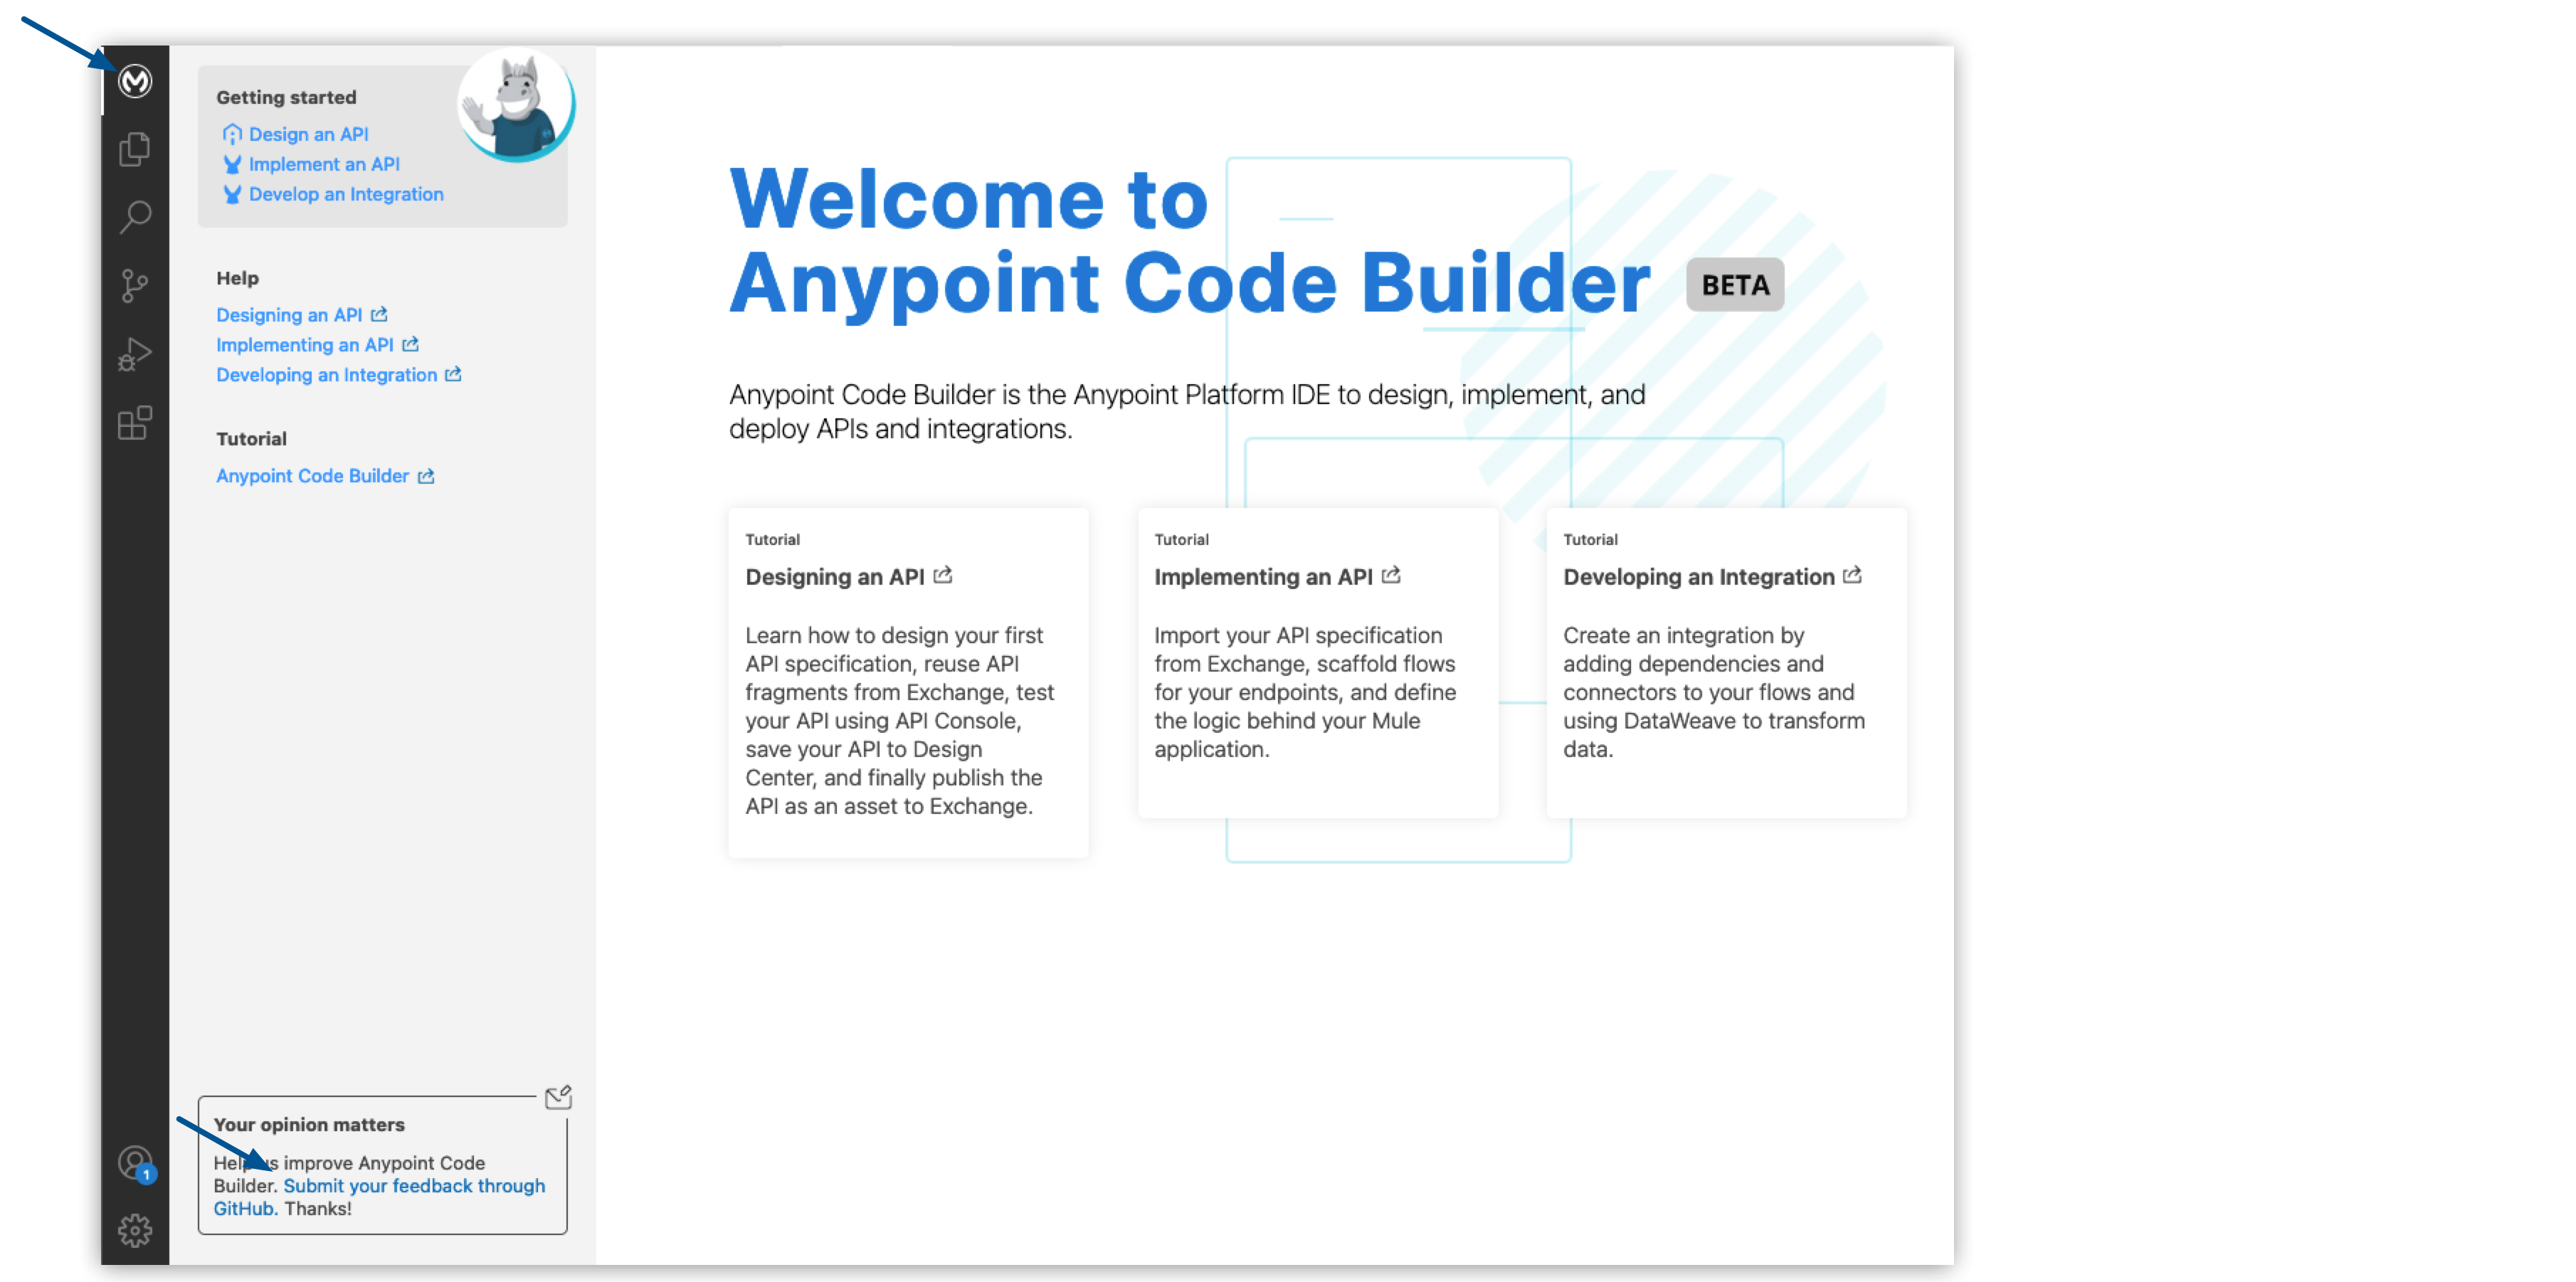 Getting started
Design an API
Implement an API
Develop an Integration
Help
Designing an API
Implementing an API
Developing an Integration
Tutorial
Anypoint Code Builder
Your opinion matters
Help us improve Anypoint Code
Builder. Submit your feedback through
GitHub. Thanks!
1
Welcome to
Anypoint Code Builder BETA
Anypoint Code Builder is the Anypoint Platform IDE to design, implement, and
deploy APIs and integrations.
Tutorial
Designing an API
Learn how to design your first
API specification, reuse API
fragments from Exchange, test
your API using API Console,
save your API to Design
Center, and finally publish the
API as an asset to Exchange.
Tutorial
Implementing an API
Import your API specification
from Exchange, scaffold flows
for your endpoints, and define
the logic behind your Mule
application.
Tutorial
Developing an Integration
Create an integration by
adding dependencies and
connectors to your flows and
using DataWeave to transform
data.